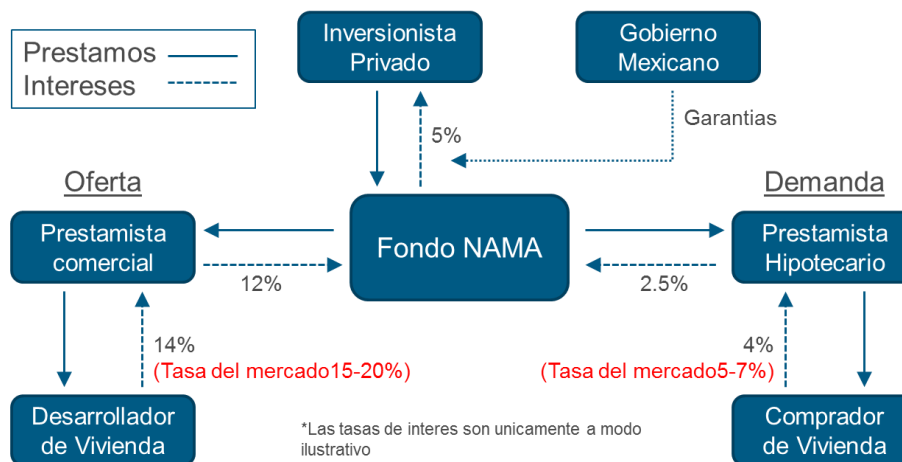 Prestamos
Intereses
Inversionista
Privado
Gobierno
Mexicano
5%
Garantias
Oferta
Demanda
Prestamista
comercial
Fondo NAMA
Prestamista
Hipotecario
12%
2.5%
14%
(Tasa del mercado15-20%)
4%
(Tasa del mercado5-7%)
Desarrollador
de Vivienda
*Las tasas de interes son unicamente a modo
ilustrativo
Comprador
de Vivienda